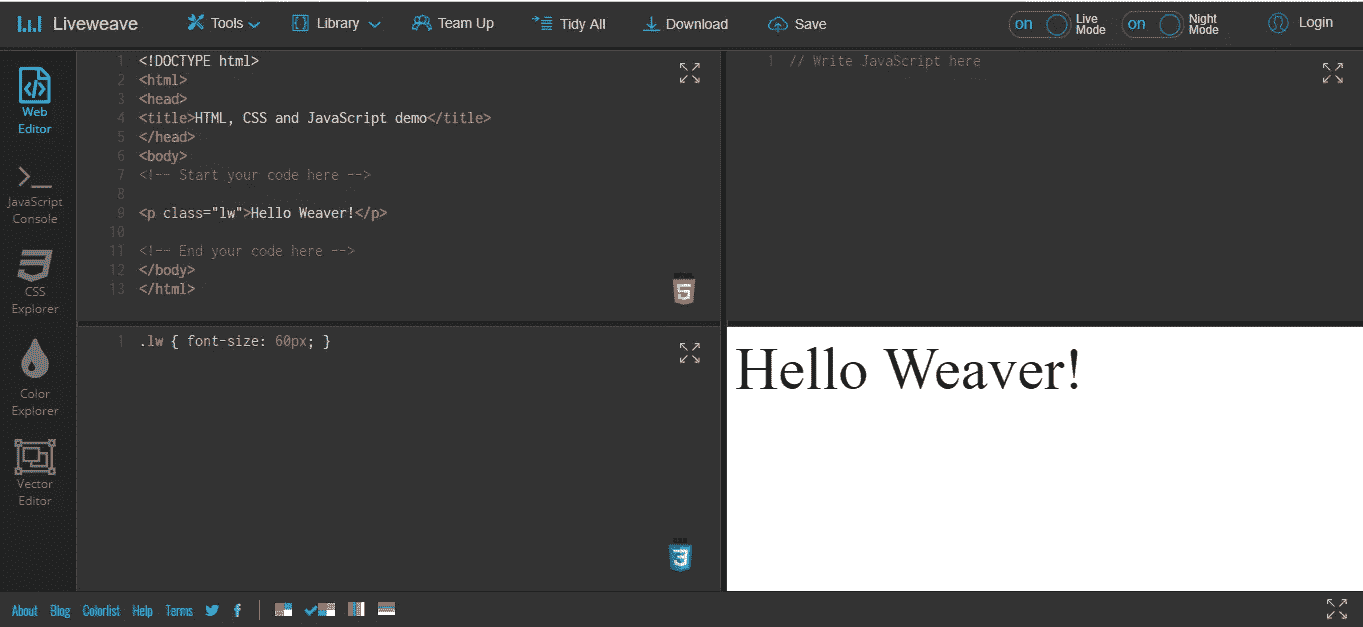 Liveweave Tools Library Team Up Tidy All Download Save on Live Mode on Night Mode Login
Web
Editor
JavaScript
Console
CSS
Explorer
Color
Explorer
Vector
Editor
1 <!DOCTYPE html>
2 <html>
3 <head>
4 <title>HTML, CSS and JavaScript demo</title>
5 </head>
6 <body>
7 <!-- Start your code here -->
8
9 <p class="lw">Hello Weaver!</p>
10
11 <!-- End your code here -->
12 </body>
13 </html>
5
1 // Write JavaScript here
1 .lw { font-size: 60px; }
3
Hello Weaver!
About Blog Colorlist Help Terms